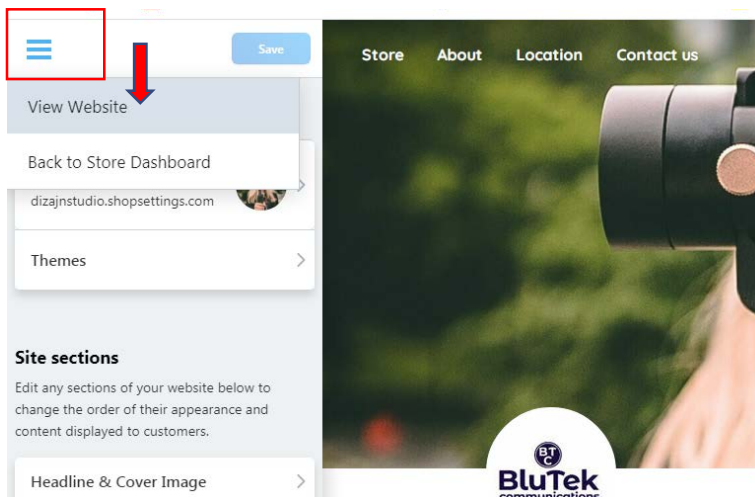 Save
Store About Location Contact us
View Website
Back to Store Dashboard
dizajnstudio.shopsettings.com
Themes
Site sections
Edit any sections of your website below to
change the order of their appearance and
content displayed to customers.
Headline & Cover Image
BTC
BluTek
communications